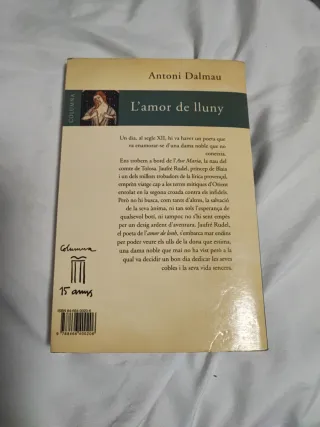 Antoni Dalmau
COLUMNA
L'amor de lluny
Un dia, al segle XII, hi va haver un poeta que
va enamorar-se d'una dama noble que no
coneixia.
Ens trobem a bord de l'Ave Maria, la nau del
comte de Tolosa. Jaufré Rudel, príncep de Blaia
i un dels millors trobadors de la lírica provençal,
emprèn viatge cap a les terres mítiques d'Orient
enrolat en la segona croada contra els infidels.
Però no hi busca, com tants d'altres, la salvació
de la seva ànima, ni tan sols l'esperança de
qualsevol botí, ni tampoc no s'hi sent empès
per un desig ardent d'aventura. Jaufré Rudel,
el poeta de l'amor de lonh, s'embarca mar endins
per poder veure els ulls de la dama que estima,
una dama noble que mai no ha vist però a la
qual va decidir un bon dia dedicar les seves
cobles i la seva vida sencera.
Columna
15 anys